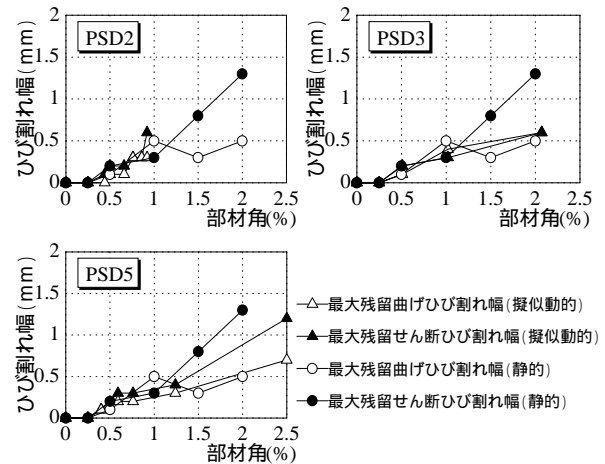 PSD2
ひび割れ幅(mm)
2
1
0.5
0
0 0.5 1 1.5 2 2.5
部材角(%)
PSD3
ひび割れ幅(mm)
2
1
0.5
0
0 0.5 1 1.5 2 2.5
部材角(%)
PSD5
ひび割れ幅(mm)
2
1.5
1
0.5
0
0 0.5 1 1.5 2 2.5
部材角(%)
最大残留曲げひび割れ幅(擬似動的)
最大残留せん断ひび割れ幅(擬似動的)
最大残留曲げひび割れ幅(静的)
最大残留せん断ひび割れ幅(静的)